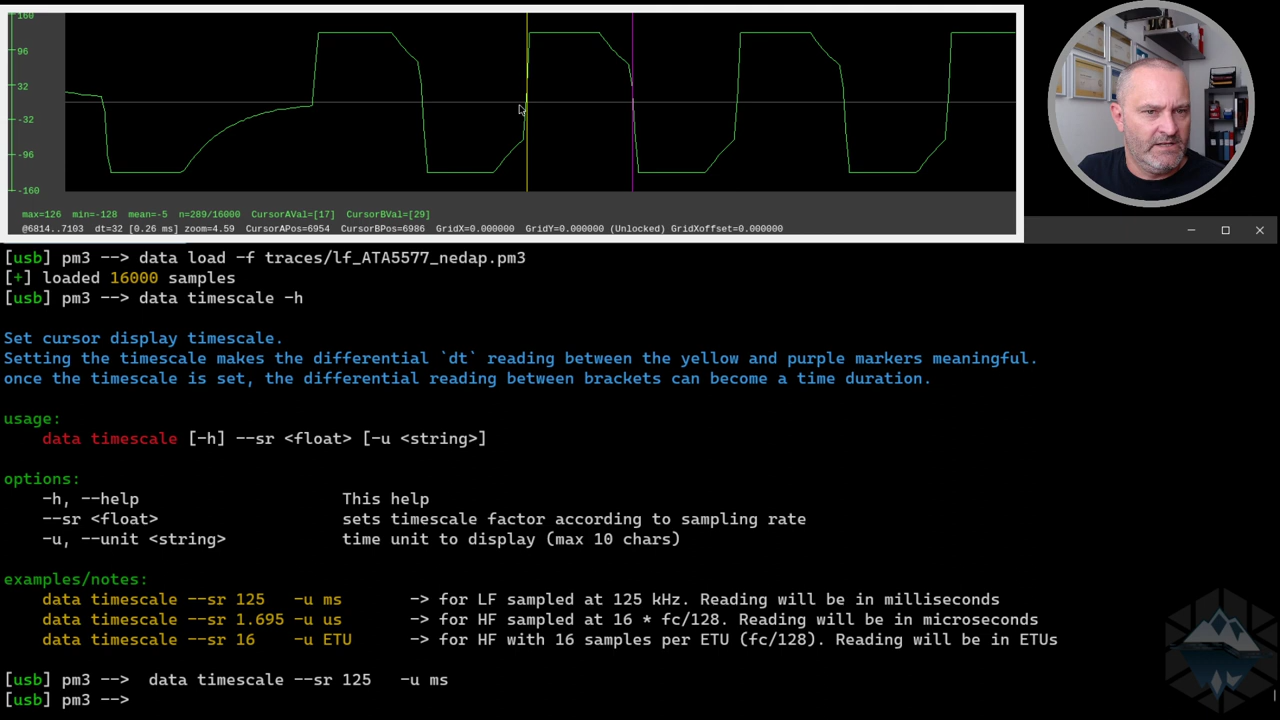 160
96
32
-32
-96
-160
max=126 min=-128 mean=-5 n=289/16000 CursorAVal=[17] CursorBVal=[29]
@6814..7103 dt=32 [0.26 ms] zoom=4.59 CursorAPos=6954 CursorBPos=6986 GridX=0.000000 GridY=0.000000 (Unlocked) GridXoffset=0.000000
[usb] pm3 --> data load -f traces/lf_ATA5577_nedap.pm3
[+] loaded 16000 samples
[usb] pm3 --> data timescale -h
Set cursor display timescale.
Setting the timescale makes the differential `dt` reading between the yellow and purple markers meaningful.
once the timescale is set, the differential reading between brackets can become a time duration.
usage:
data timescale [-h] --sr <float> [-u <string>]
options:
-h, --help This help
--sr <float> sets timescale factor according to sampling rate
-u, --unit <string> time unit to display (max 10 chars)
examples/notes:
data timescale --sr 125 -u ms -> for LF sampled at 125 kHz. Reading will be in milliseconds
data timescale --sr 1.695 -u us -> for HF sampled at 16 * fc/128. Reading will be in microseconds
data timescale --sr 16 -u ETU -> for HF with 16 samples per ETU (fc/128). Reading will be in ETUs
[usb] pm3 --> data timescale --sr 125 -u ms
[usb] pm3 -->